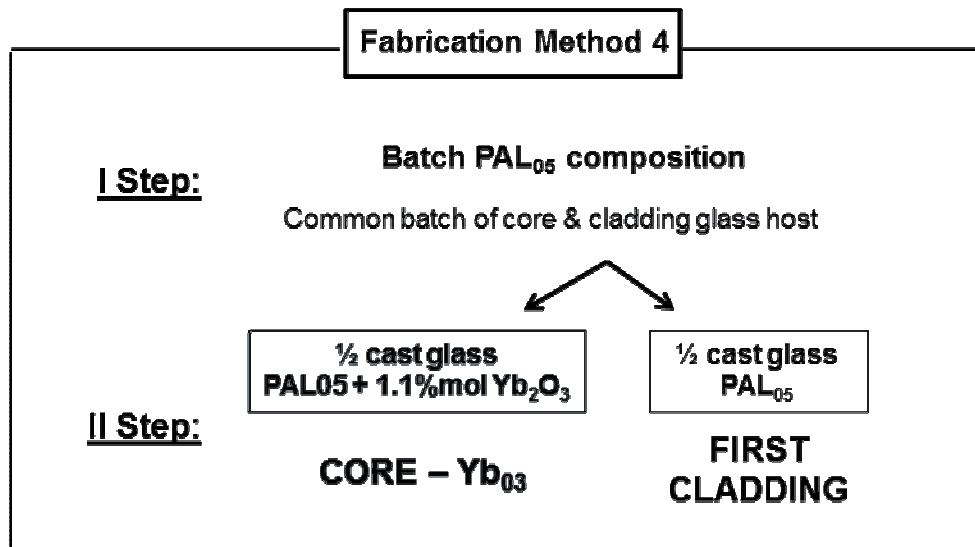 Fabrication Method 4
I Step:
Batch PAL₀₅ composition
Common batch of core & cladding glass host
II Step:
½ cast glass
PAL05 + 1.1%mol Yb₂O₃
CORE – Yb₀₃
½ cast glass
PAL₀₅
FIRST
CLADDING